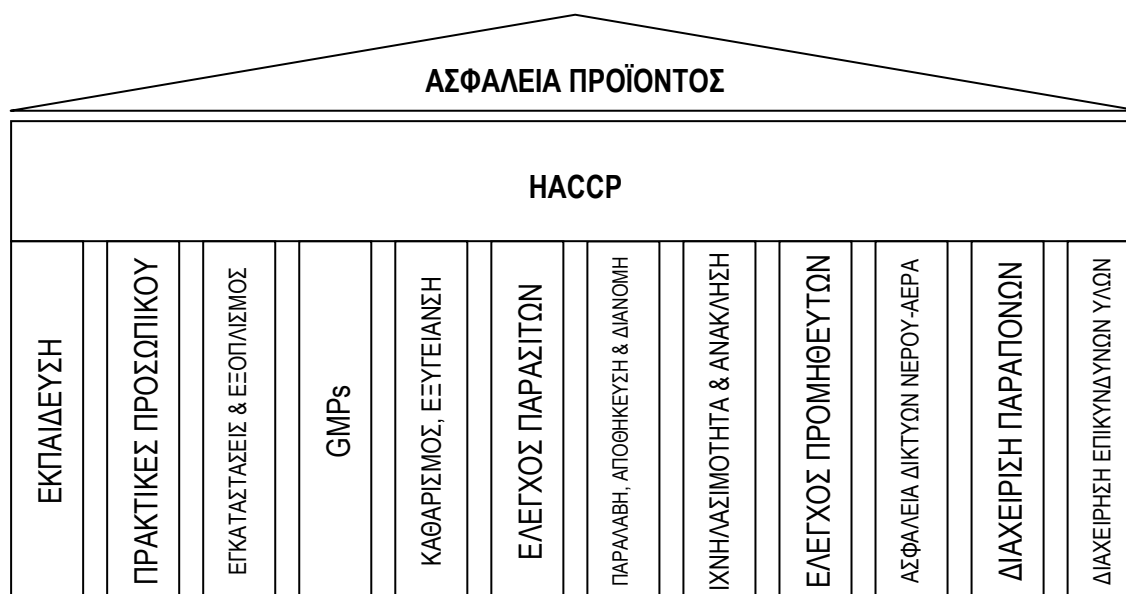 ΑΣΦΑΛΕΙΑ ΠΡΟΪΟΝΤΟΣ
HACCP
ΕΚΠΑΙΔΕΥΣΗ
ΠΡΑΚΤΙΚΕΣ ΠΡΟΣΩΠΙΚΟΥ
ΕΓΚΑΤΑΣΤΑΣΕΙΣ & ΕΞΟΠΛΙΣΜΟΣ
GMPs
ΚΑΘΑΡΙΣΜΟΣ, ΕΞΥΓΕΙΑΝΣΗ
ΕΛΕΓΧΟΣ ΠΑΡΑΣΙΤΩΝ
ΠΑΡΑΛΑΒΗ, ΑΠΟΘΗΚΕΥΣΗ & ΔΙΑΝΟΜΗ
ΙΧΝΗΛΑΣΙΜΟΤΗΤΑ & ΑΝΑΚΛΗΣΗ
ΕΛΕΓΧΟΣ ΠΡΟΜΗΘΕΥΤΩΝ
ΑΣΦΑΛΕΙΑ ΔΙΚΤΥΩΝ ΝΕΡΟΥ-ΑΕΡΑ
ΔΙΑΧΕΙΡΙΣΗ ΠΑΡΑΠΟΝΩΝ
ΔΙΑΧΕΙΡΗΣΗ ΕΠΙΚΥΝΔΥΝΩΝ ΥΛΩΝ